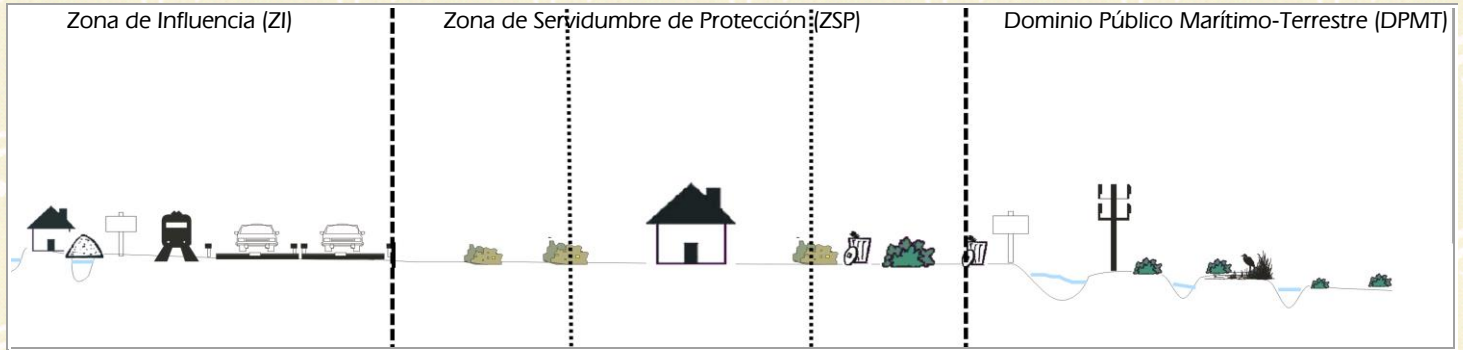 Zona de Influencia (ZI)
Zona de Servidumbre de Protección (ZSP)
Dominio Público Marítimo-Terrestre (DPMT)